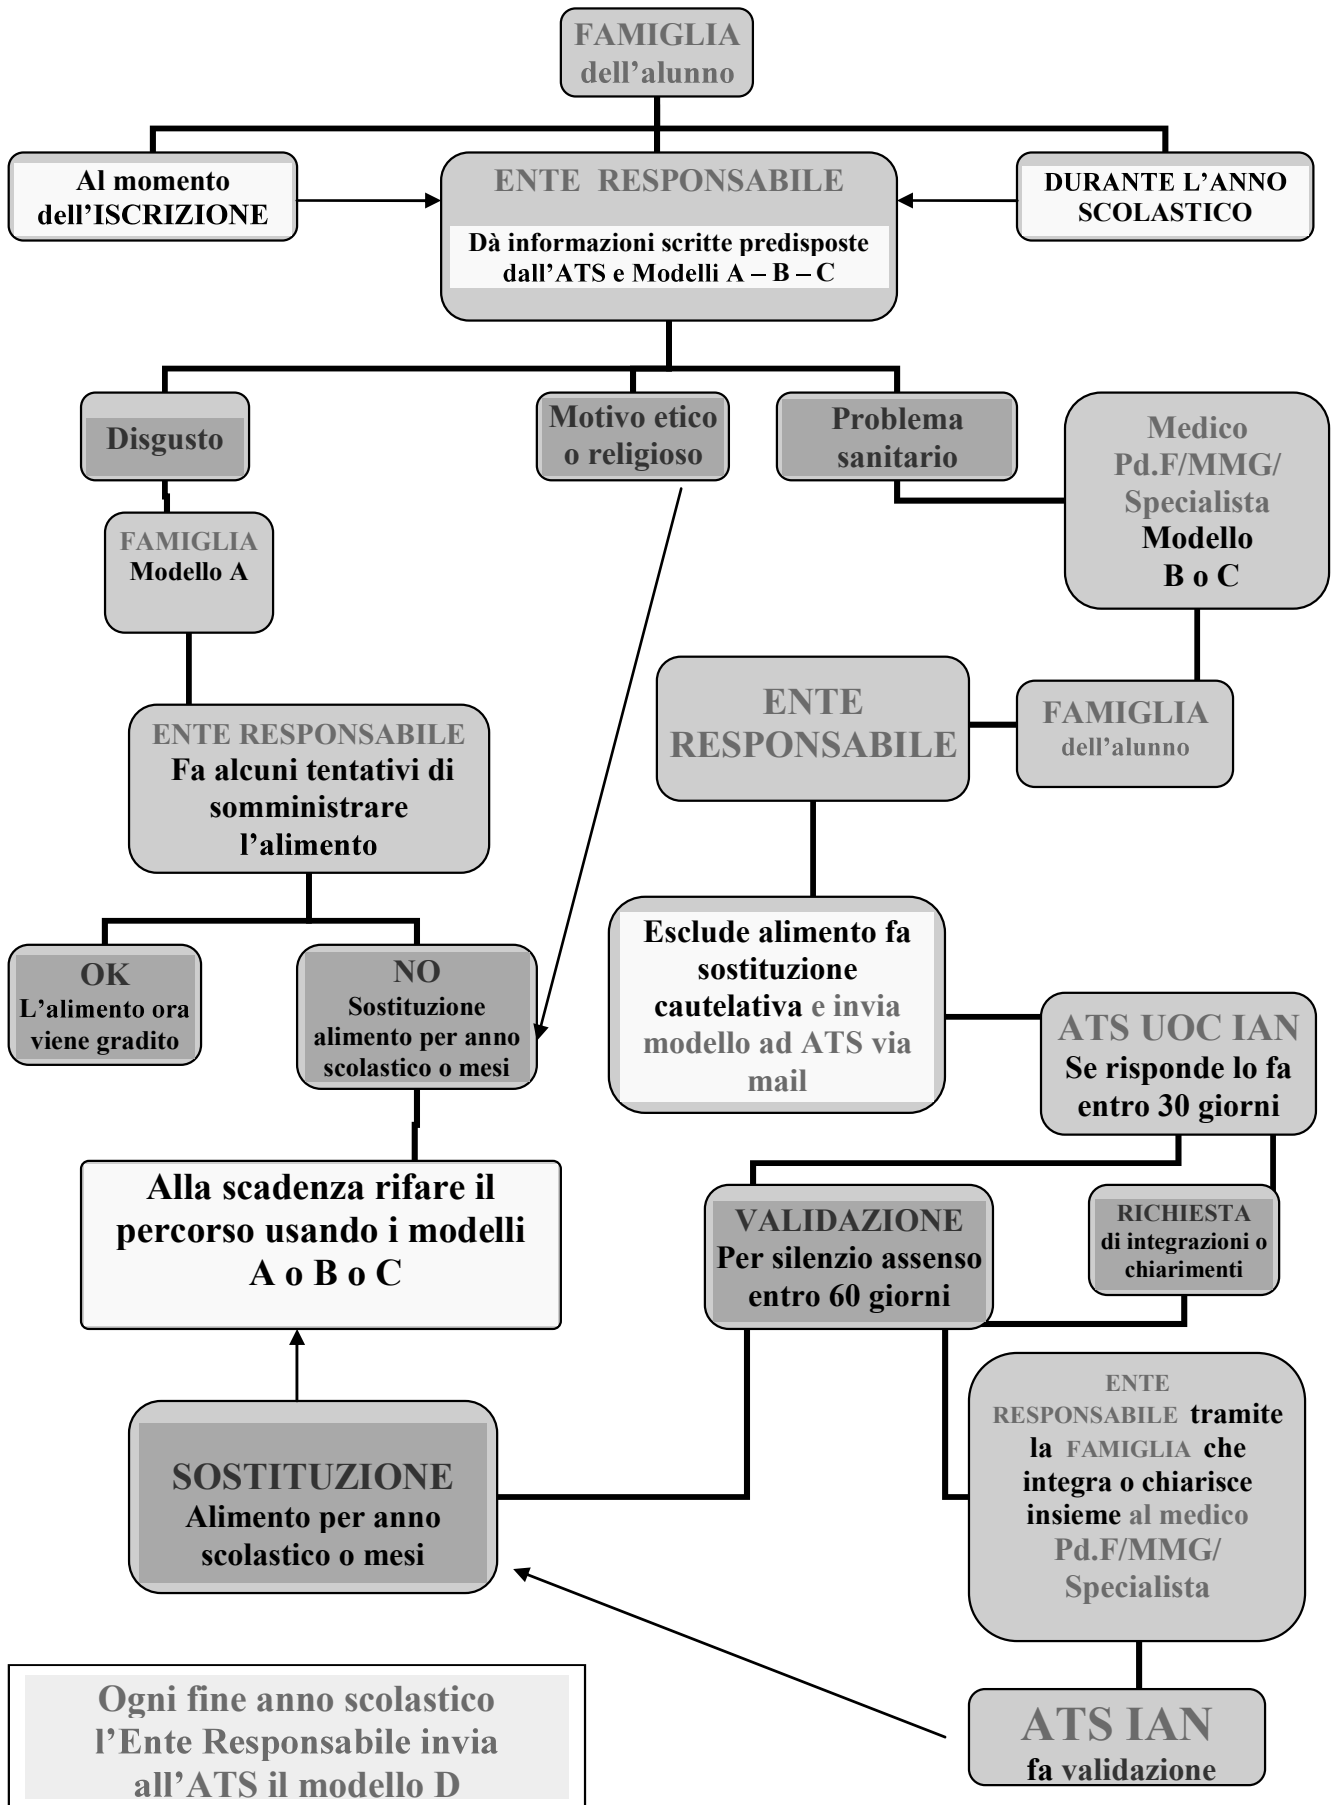 FAMIGLIA
dell’alunno
Al momento
dell’ISCRIZIONE
ENTE RESPONSABILE
Dà informazioni scritte predisposte
dall’ATS e Modelli A – B – C
DURANTE L’ANNO
SCOLASTICO
Disgusto
Motivo etico
o religioso
Problema
sanitario
Medico
Pd.F/MMG/
Specialista
Modello
B o C
FAMIGLIA
Modello A
ENTE
RESPONSABILE
FAMIGLIA
dell’alunno
ENTE RESPONSABILE
Fa alcuni tentativi di
somministrare
l’alimento
OK
L’alimento ora
viene gradito
NO
Sostituzione
alimento per anno
scolastico o mesi
Esclude alimento fa
sostituzione
cautelativa e invia
modello ad ATS via
mail
ATS UOC IAN
Se risponde lo fa
entro 30 giorni
Alla scadenza rifare il
percorso usando i modelli
A o B o C
VALIDAZIONE
Per silenzio assenso
entro 60 giorni
RICHIESTA
di integrazioni o
chiarimenti
SOSTITUZIONE
Alimento per anno
scolastico o mesi
ENTE
RESPONSABILE tramite
la FAMIGLIA che
integra o chiarisce
insieme al medico
Pd.F/MMG/
Specialista
Ogni fine anno scolastico
l’Ente Responsabile invia
all’ATS il modello D
ATS IAN
fa validazione